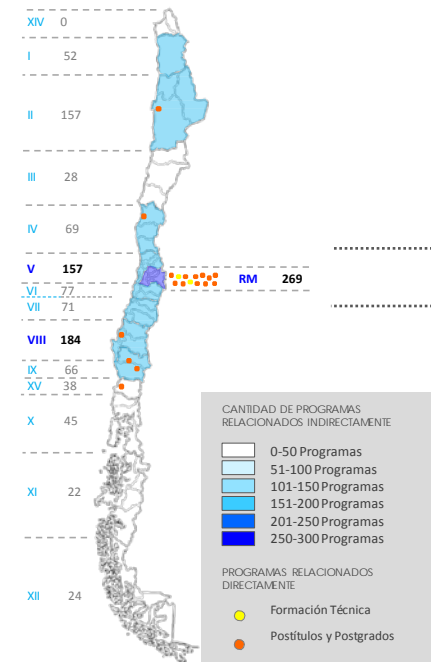 XIV 0
I 52
II 157
III 28
IV 69
V 157
RM 269
VI 77
VII 71
VIII 184
IX 66
XV 38
X 45
XI 22
XII 24
CANTIDAD DE PROGRAMAS
RELACIONADOS INDIRECTAMENTE
0-50 Programas
51-100 Programas
101-150 Programas
151-200 Programas
201-250 Programas
250-300 Programas
PROGRAMAS RELACIONADOS
DIRECTAMENTE
Formación Técnica
Postítulos y Postgrados